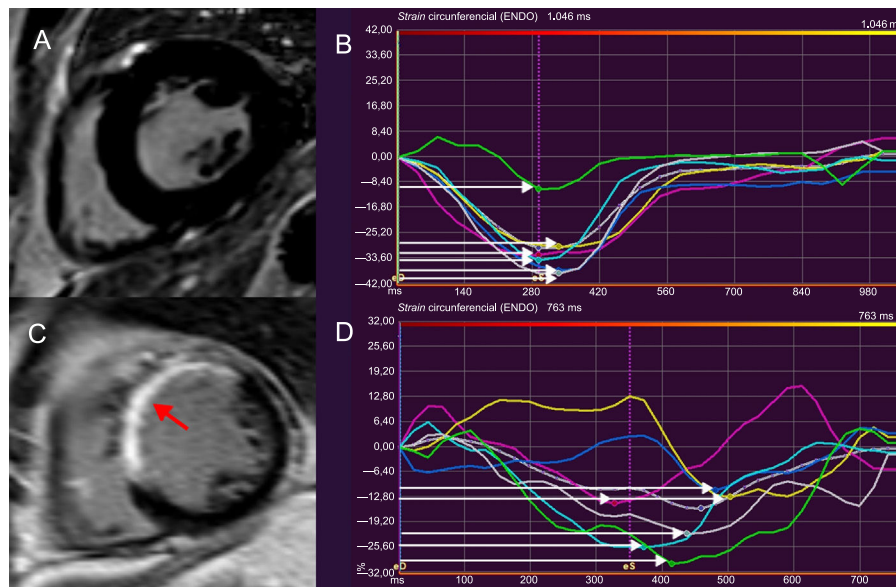 A
B
Strain circunferencial (ENDO) 1.046 ms
1.046 m
42,00
33,60
25,20
16,80
8,40
0,00
—8,40
—16,80
—25,20
—33,60
—42,00
eD
eS
ms
140
280
420
560
700
840
980
C
D
Strain circunferencial (ENDO) 763 ms
763 ms
32,00
25,60
19,20
12,80
6,40
0,00
—6,40
—12,80
—19,20
—25,60
—32,00
%
eD
eS
ms
100
200
300
400
500
600
700